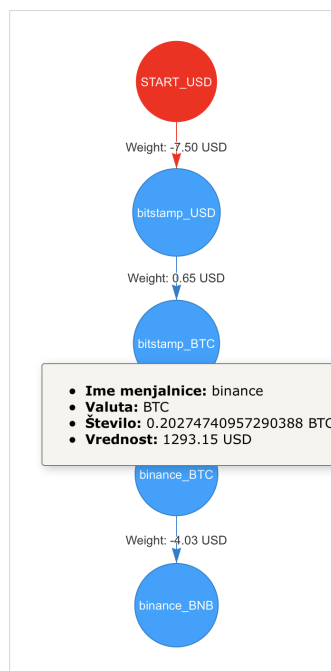 START_USD
Weight: -7.50 USD
bitstamp_USD
Weight: 0.65 USD
bitstamp_BTC
• Ime menjalnice: binance
• Valuta: BTC
• Število: 0.20274740957290388 BTC
• Vrednost: 1293.15 USD
binance_BTC
Weight: -4.03 USD
binance_BNB